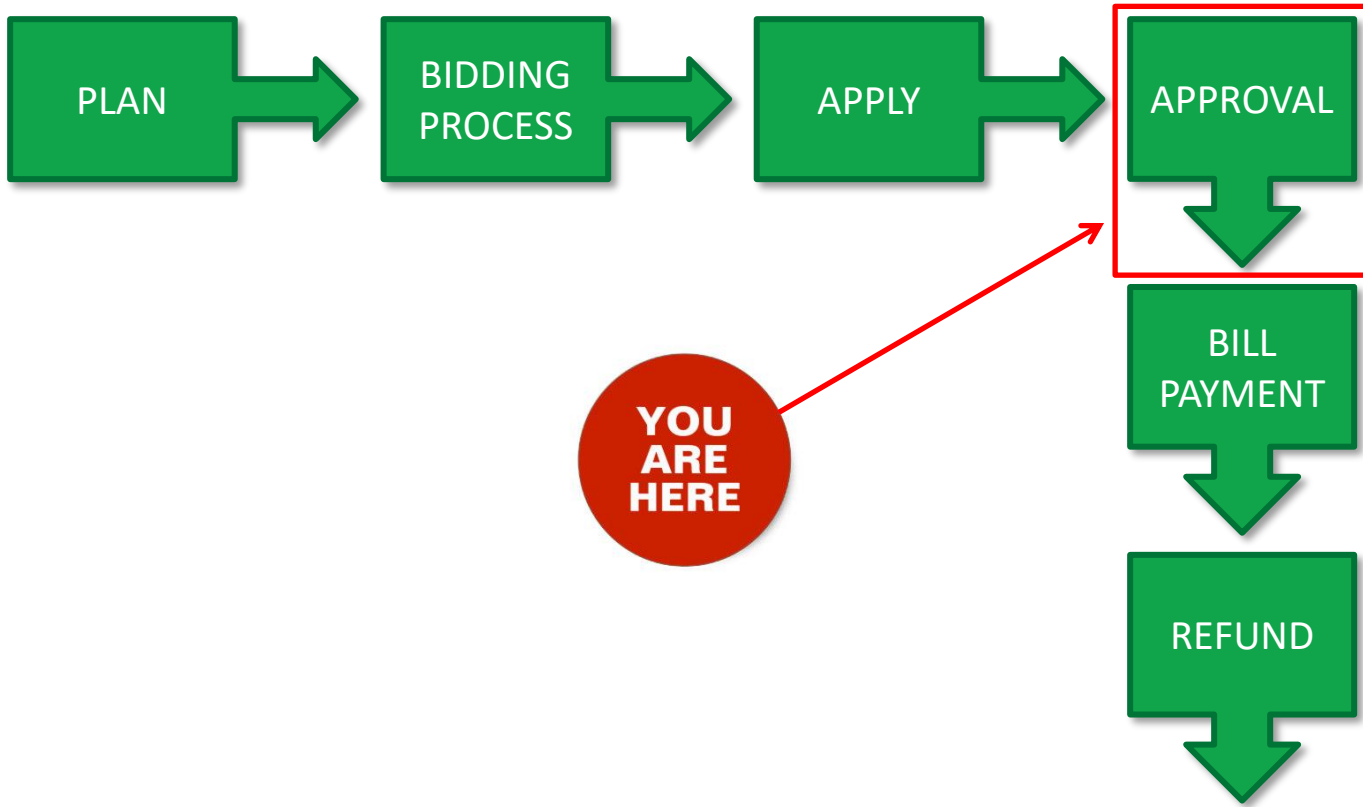 PLAN
BIDDING
PROCESS
APPLY
APPROVAL
BILL
PAYMENT
YOU
ARE
HERE
REFUND